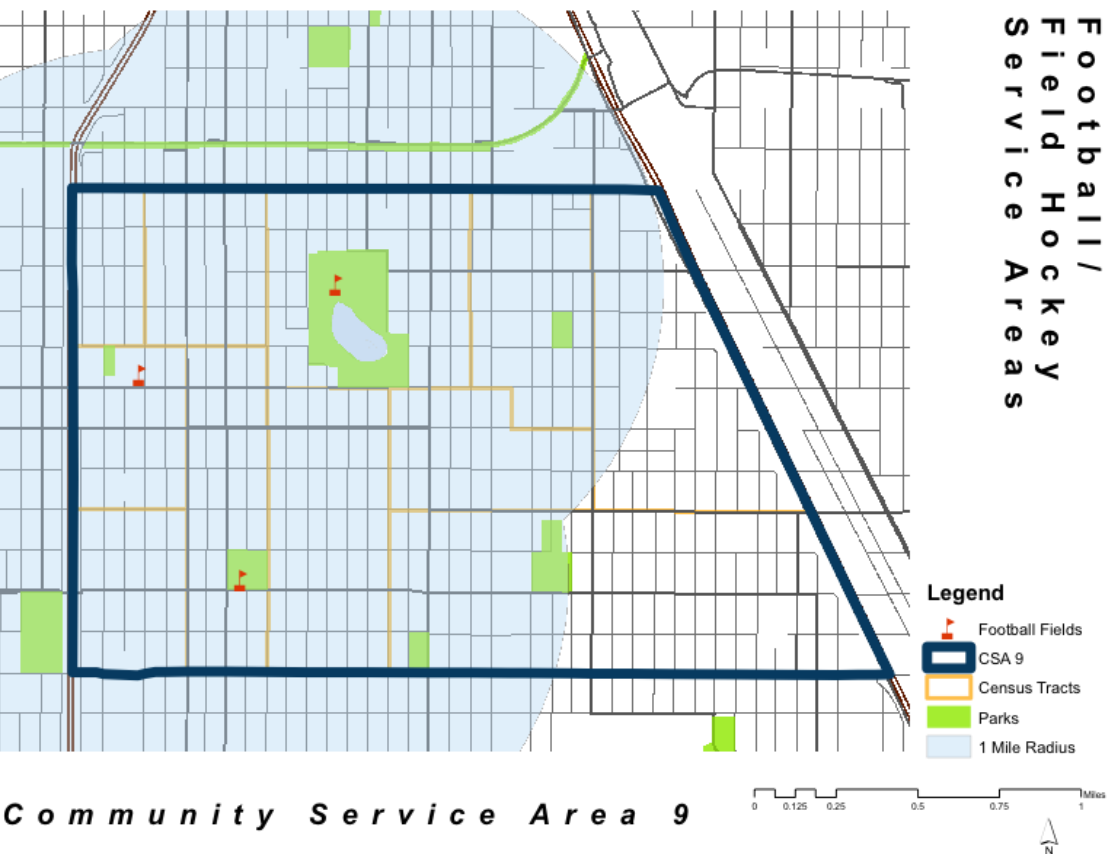 Football/
Field Hockey
Service Areas
Legend
Football Fields
CSA 9
Census Tracts
Parks
1 Mile Radius
Community Service Area 9
Miles
0 0.125 0.25 0.5 0.75 1
N